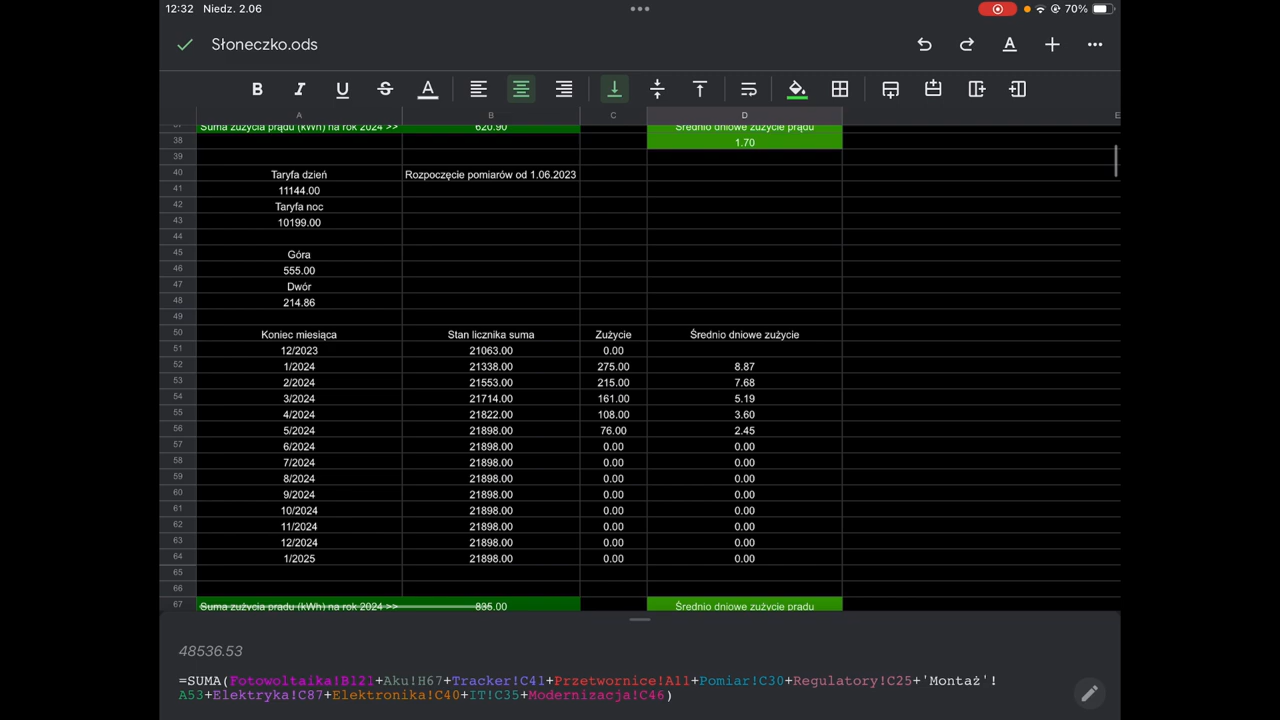 12:32 Niedz. 2.06
70%
Słoneczko.ods
B I U S A
A B C D E
37 Suma zużycia prądu (kWh) na rok 2024 >> 620.90 Średnio dniowe zużycie prądu
38 1.70
39
40 Taryfa dzień Rozpoczęcie pomiarów od 1.06.2023
41 11144.00
42 Taryfa noc
43 10199.00
44
45 Góra
46 555.00
47 Dwór
48 214.86
49
50 Koniec miesiąca Stan licznika suma Zużycie Średnio dniowe zużycie
51 12/2023 21063.00 0.00
52 1/2024 21338.00 275.00 8.87
53 2/2024 21553.00 215.00 7.68
54 3/2024 21714.00 161.00 5.19
55 4/2024 21822.00 108.00 3.60
56 5/2024 21898.00 76.00 2.45
57 6/2024 21898.00 0.00 0.00
58 7/2024 21898.00 0.00 0.00
59 8/2024 21898.00 0.00 0.00
60 9/2024 21898.00 0.00 0.00
61 10/2024 21898.00 0.00 0.00
62 11/2024 21898.00 0.00 0.00
63 12/2024 21898.00 0.00 0.00
64 1/2025 21898.00 0.00 0.00
65
66
67 Suma zużycia prądu (kWh) na rok 2024 >> 835.00 Średnio dniowe zużycie prądu
48536.53
=SUMA(Fotowoltaika!B121+Aku!H67+Tracker!C41+Przetwornice!A11+Pomiar!C30+Regulatory!C25+'Montaż'!
A53+Elektryka!C87+Elektronika!C40+IT!C35+Modernizacja!C46)